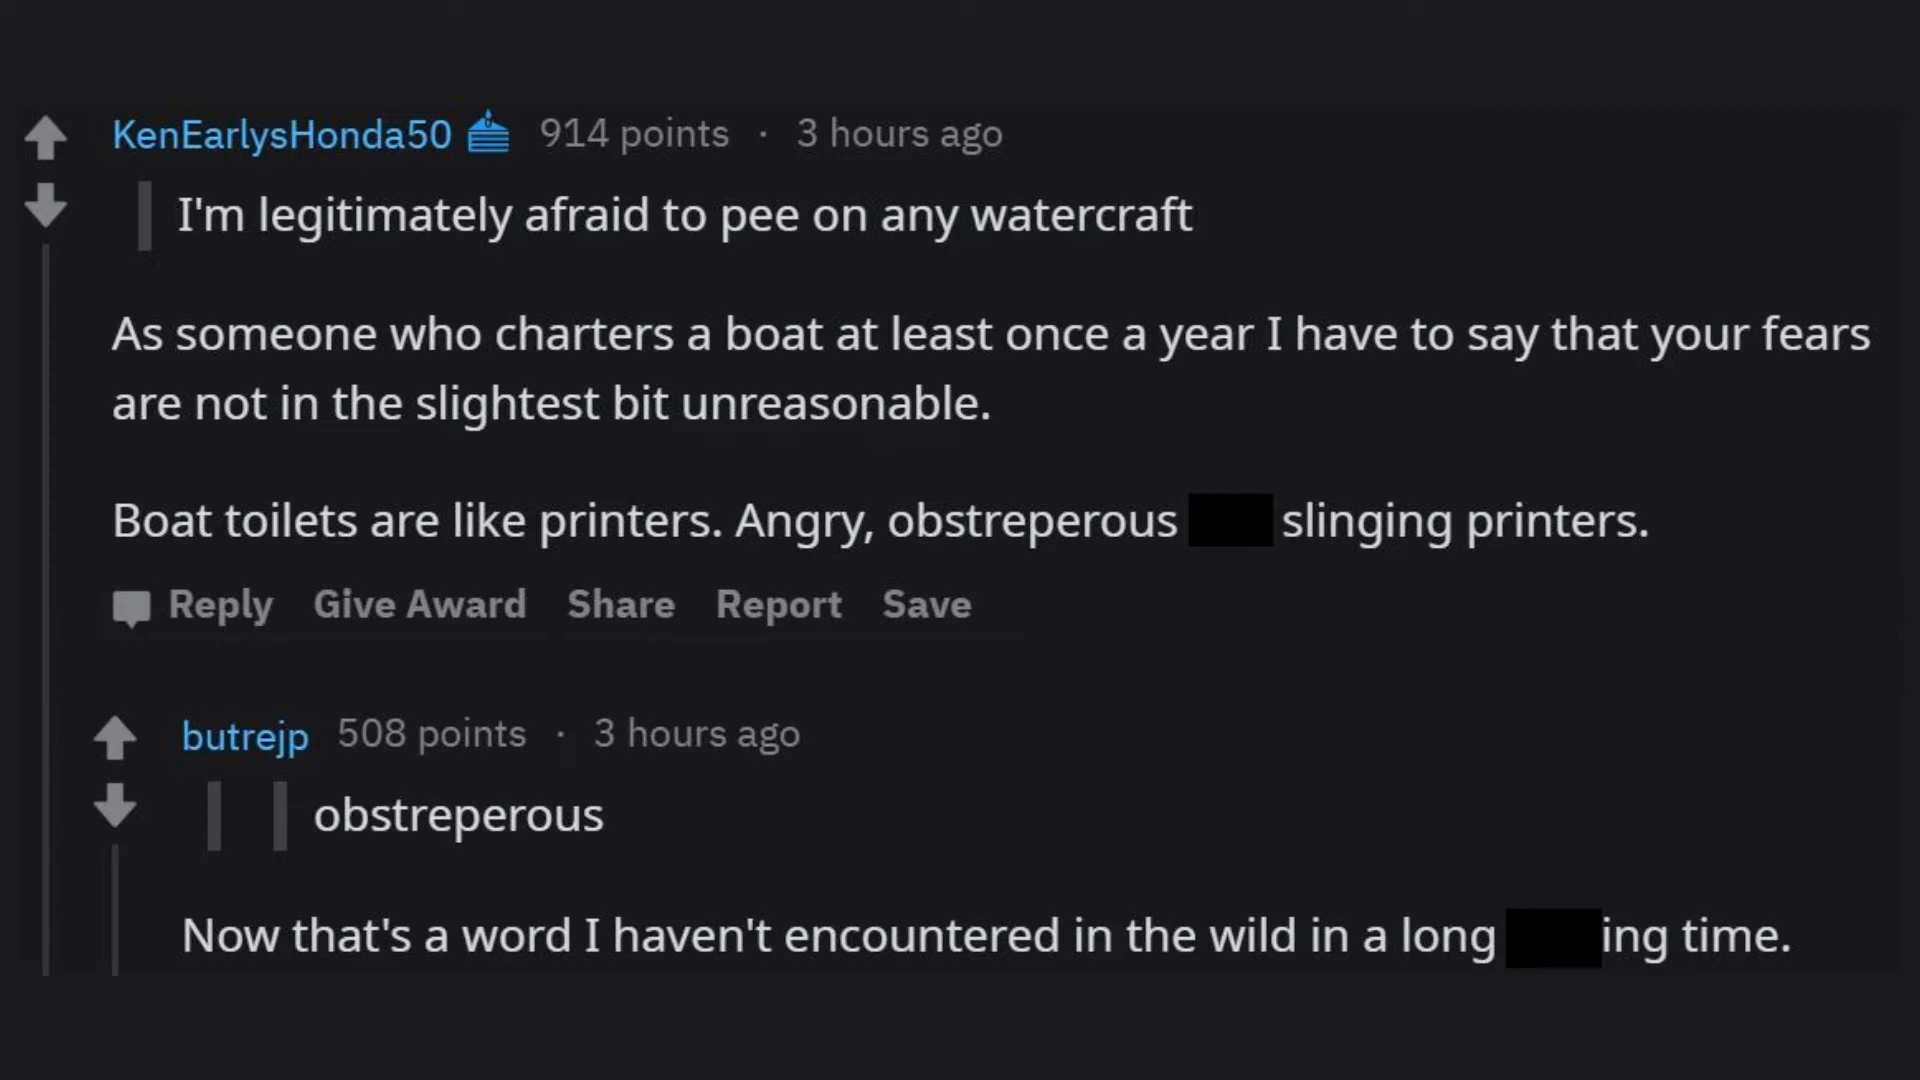 KenEarlysHonda50 914 points · 3 hours ago
I'm legitimately afraid to pee on any watercraft
As someone who charters a boat at least once a year I have to say that your fears
are not in the slightest bit unreasonable.
Boat toilets are like printers. Angry, obstreperous slinging printers.
Reply Give Award Share Report Save
butrejp 508 points · 3 hours ago
obstreperous
Now that's a word I haven't encountered in the wild in a long ing time.